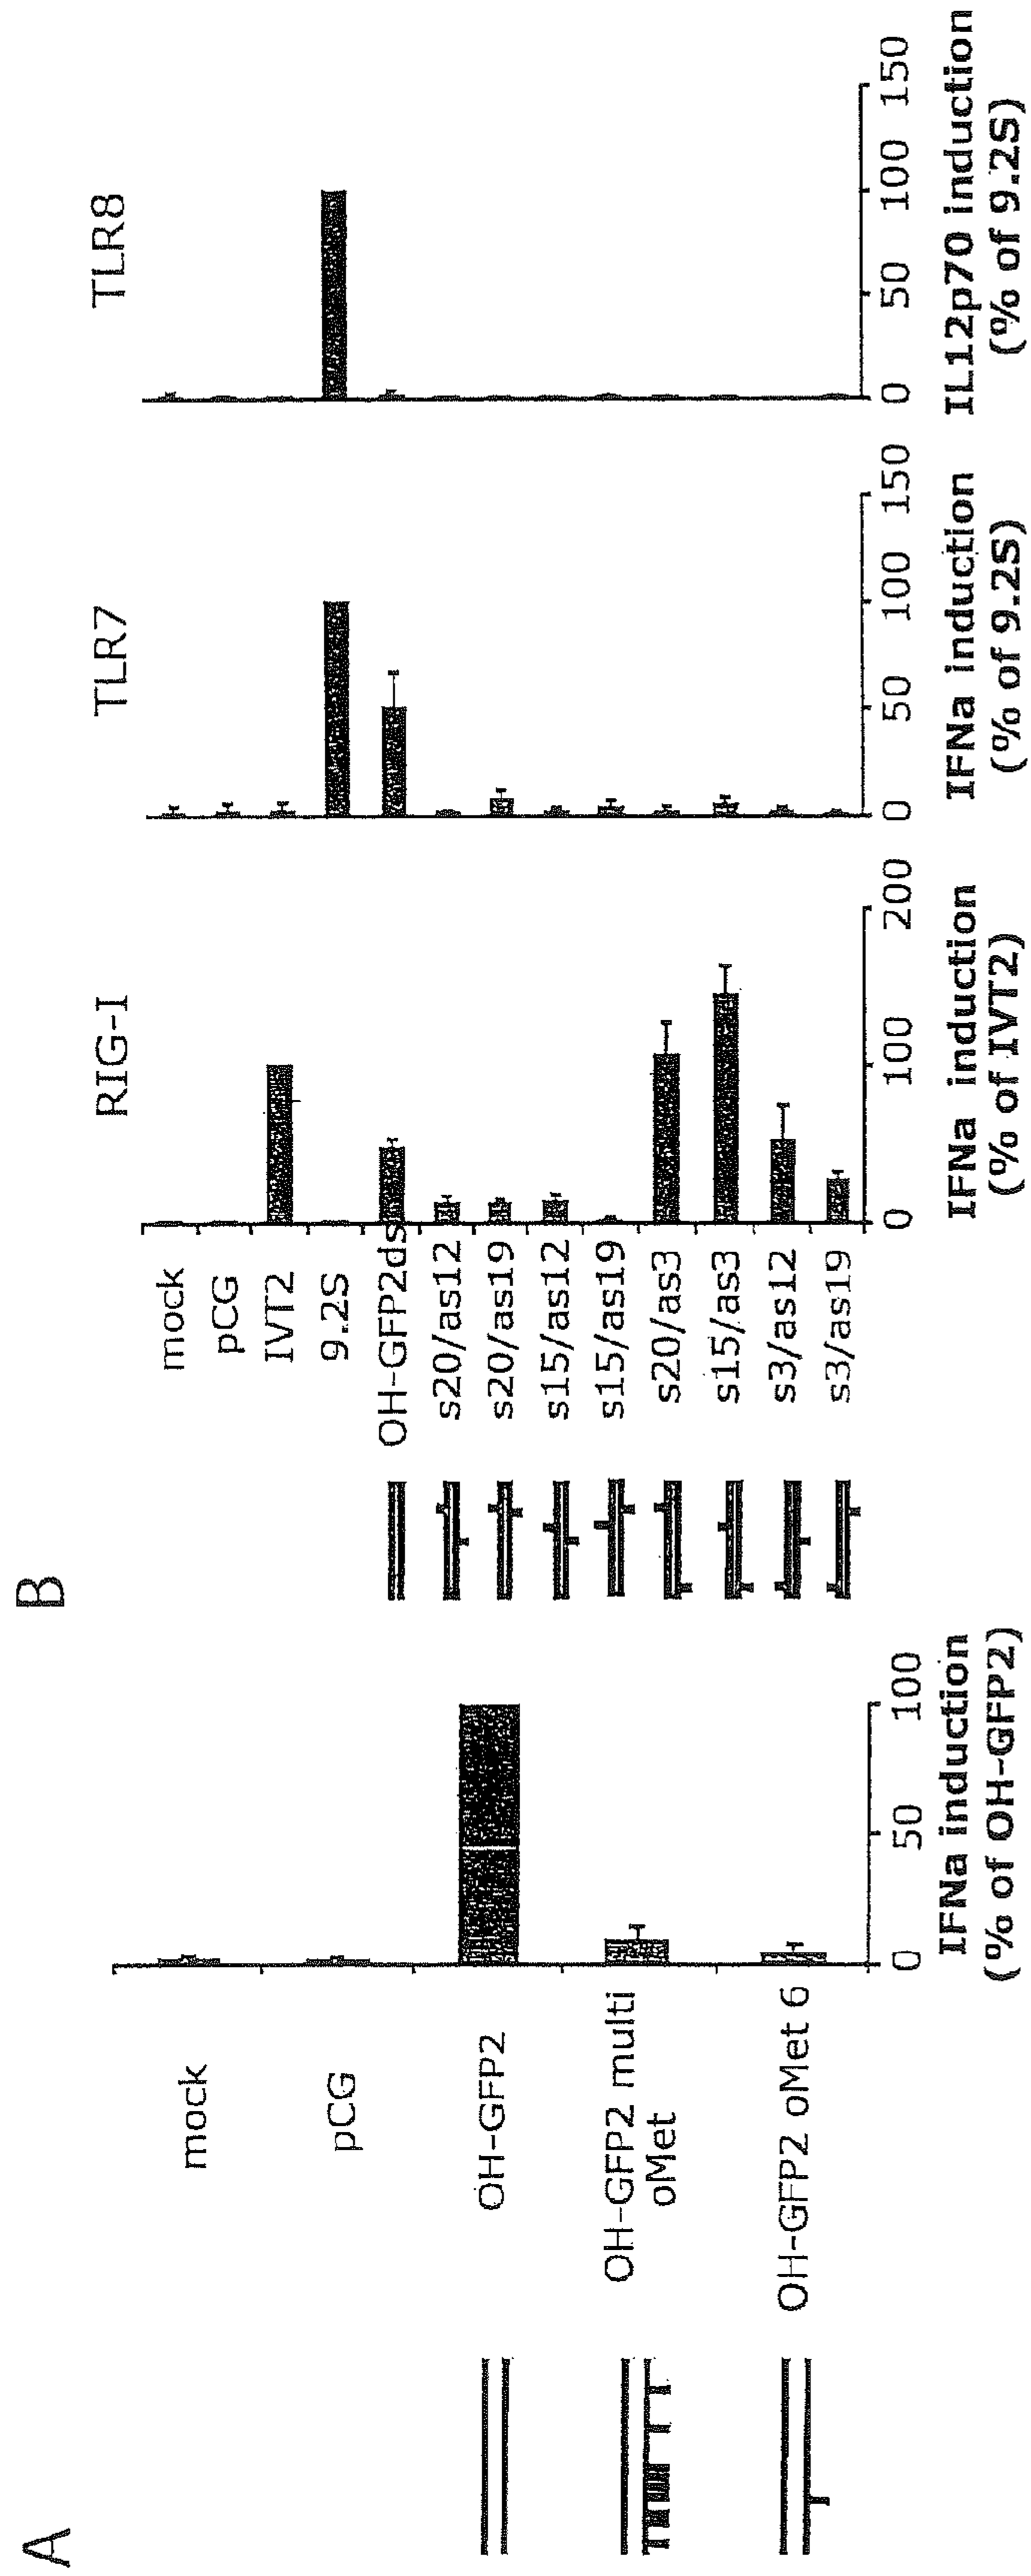 A
mock
pCG
OH-GFP2
OH-GFP2 multi
oMet
OH-GFP2 oMet 6
0 50 100
IFNa induction
(% of OH-GFP2)
B
mock
pCG
IVT2
9.2S
OH-GFP2ds
s20/as12
s20/as19
s15/as12
s15/as19
s20/as3
s15/as3
s3/as12
s3/as19
RIG-I
0 100 200
IFNa induction
(% of IVT2)
TLR7
0 50 100 150
IFNa induction
(% of 9.2S)
TLR8
0 50 100 150
IL12p70 induction
(% of 9.2S)